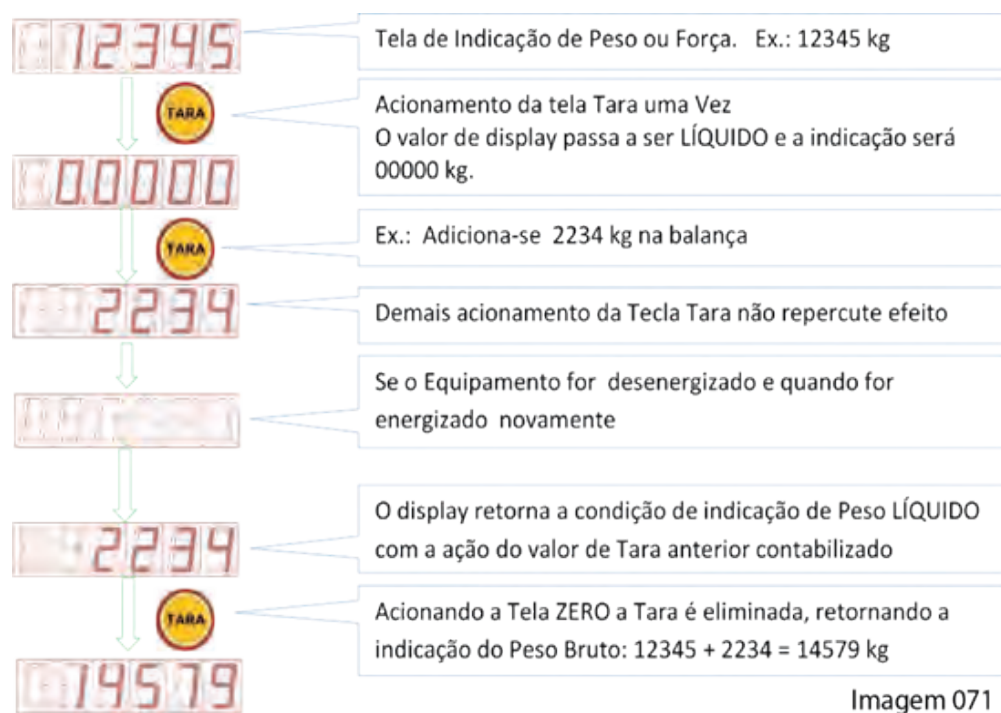 12345
Tela de Indicação de Peso ou Força. Ex.: 12345 kg
TARA
Acionamento da tela Tara uma Vez
O valor de display passa a ser LÍQUIDO e a indicação será
00000 kg.
0.0000
TARA
Ex.: Adiciona-se 2234 kg na balança
2234
Demais acionamento da Tecla Tara não repercute efeito
Se o Equipamento for desenergizado e quando for
energizado novamente
2234
O display retorna a condição de indicação de Peso LÍQUIDO
com a ação do valor de Tara anterior contabilizado
TARA
Acionando a Tela ZERO a Tara é eliminada, retornando a
indicação do Peso Bruto: 12345 + 2234 = 14579 kg
14579
Imagem 071